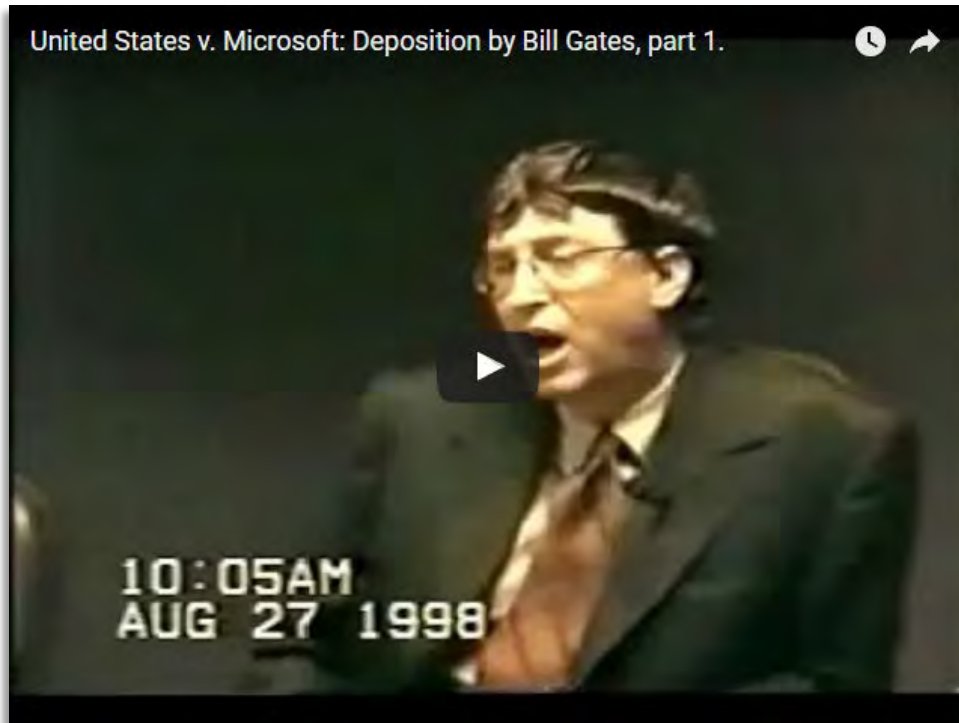 United States v. Microsoft: Deposition by Bill Gates, part 1.
10:05AM
AUG 27 1998